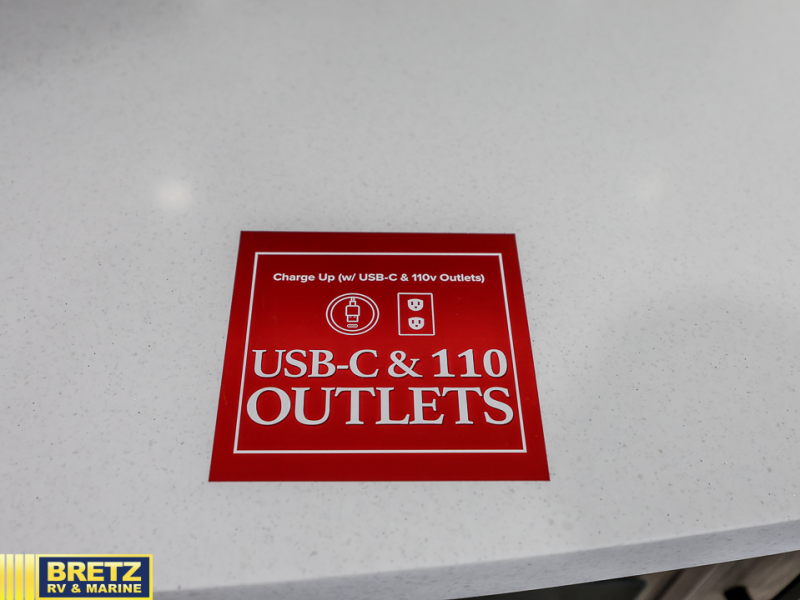 Charge Up (w/ USB-C & 110v Outlets)
USB-C & 110
OUTLETS
BRETZ
RV & MARINE